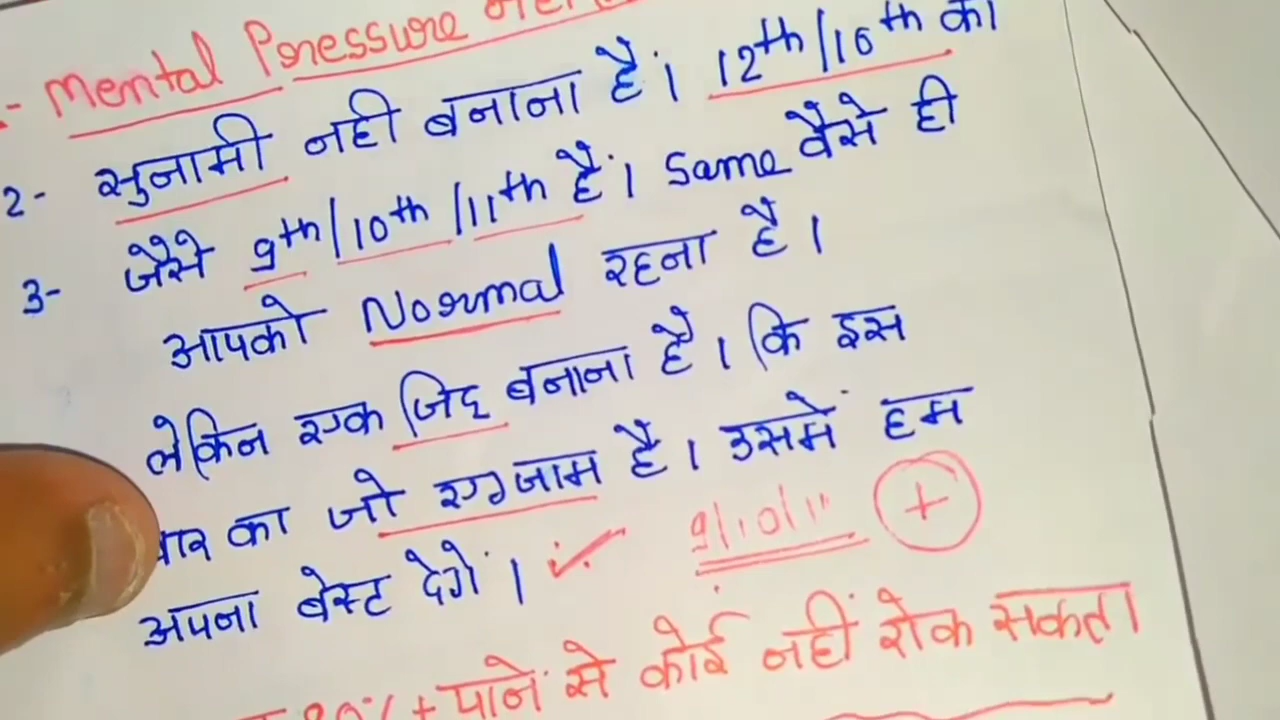 - Mental Pressure नहीं
2- सुनामी नही बनाना है। 12th/10th का
3- जैसे 9th/10th/11th है। Same वैसे ही
आपको Normal रहना है।
लेकिन एक जिद्द बनाना है। कि इस
बार का जो एग्जाम है। उसमें हम
अपना बेस्ट देगें।
9/10/11 +
+ पाने से कोई नहीं रोक सकता